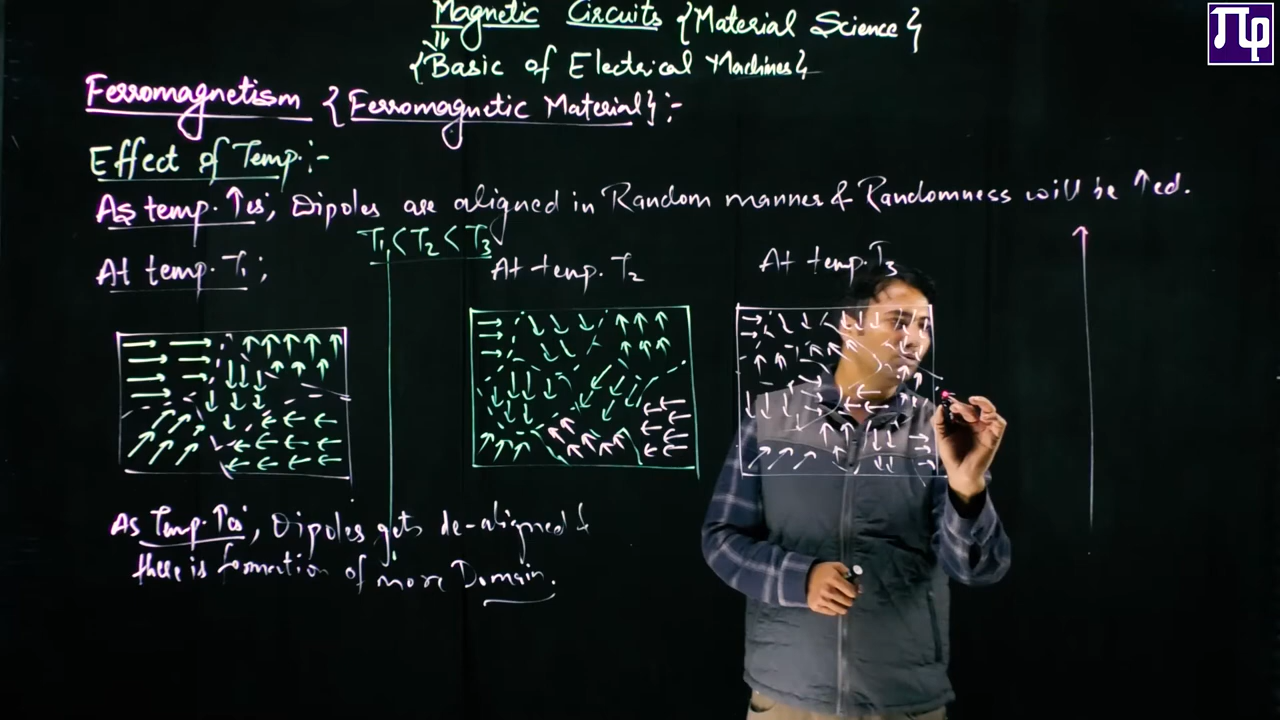 Magnetic Circuits {Material Science}
⇓
{Basic of Electrical Machines}
Ferromagnetism {Ferromagnetic Material} :-
Effect of Temp. :-
As temp. ↑es, Dipoles are aligned in Random manner & Randomness will be ↑ed.
T₁ < T₂ < T₃
At temp. T₁ ;
At temp. T₂
At temp. T₃
As Temp. ↑es, Dipoles gets de-aligned &
there is formation of more Domain.
πφ